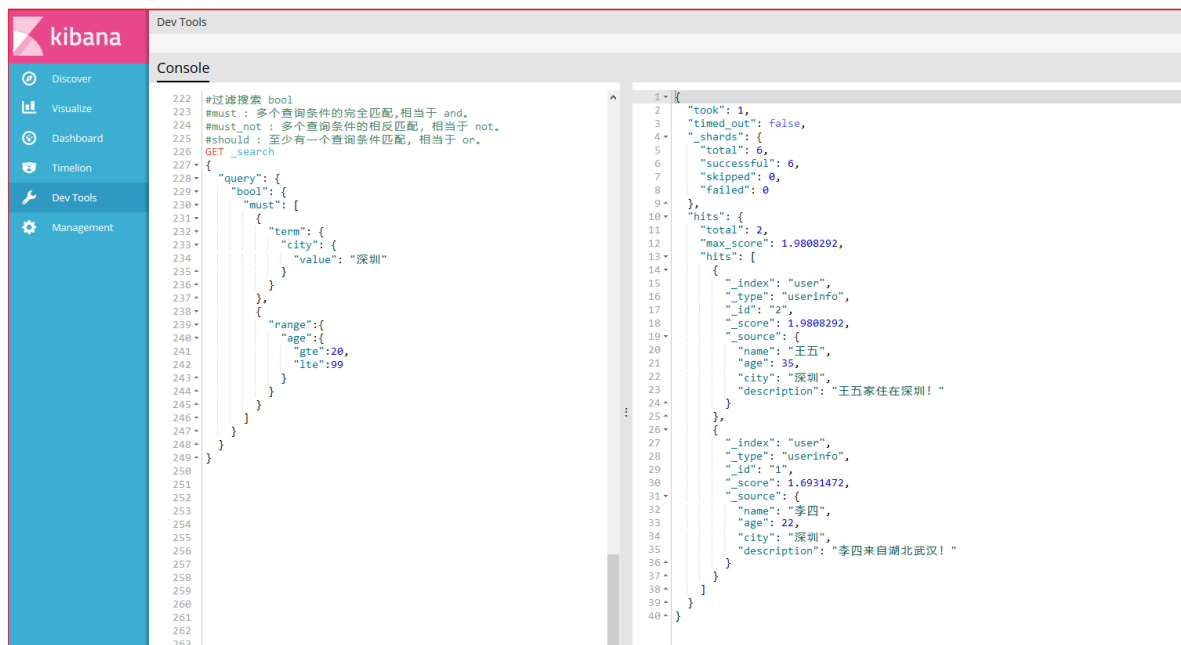 kibana
Discover
Visualize
Dashboard
Timelion
Dev Tools
Management
Dev Tools
Console
222 #过滤搜索 bool
223 #must : 多个查询条件的完全匹配,相当于 and。
224 #must_not : 多个查询条件的相反匹配, 相当于 not。
225 #should : 至少有一个查询条件匹配, 相当于 or。
226 GET _search
227 {
228 "query": {
229 "bool": {
230 "must": [
231 {
232 "term": {
233 "city": {
234 "value": "深圳"
235 }
236 }
237 },
238 {
239 "range":{
240 "age":{
241 "gte":20,
242 "lte":99
243 }
244 }
245 }
246 ]
247 }
248 }
249 }
250
251
252
253
254
255
256
257
258
259
260
261
262
263
1 {
2 "took": 1,
3 "timed_out": false,
4 "_shards": {
5 "total": 6,
6 "successful": 6,
7 "skipped": 0,
8 "failed": 0
9 },
10 "hits": {
11 "total": 2,
12 "max_score": 1.9808292,
13 "hits": [
14 {
15 "_index": "user",
16 "_type": "userinfo",
17 "_id": "2",
18 "_score": 1.9808292,
19 "_source": {
20 "name": "王五",
21 "age": 35,
22 "city": "深圳",
23 "description": "王五家住在深圳！"
24 }
25 },
26 {
27 "_index": "user",
28 "_type": "userinfo",
29 "_id": "1",
30 "_score": 1.6931472,
31 "_source": {
32 "name": "李四",
33 "age": 22,
34 "city": "深圳",
35 "description": "李四来自湖北武汉！"
36 }
37 }
38 ]
39 }
40 }